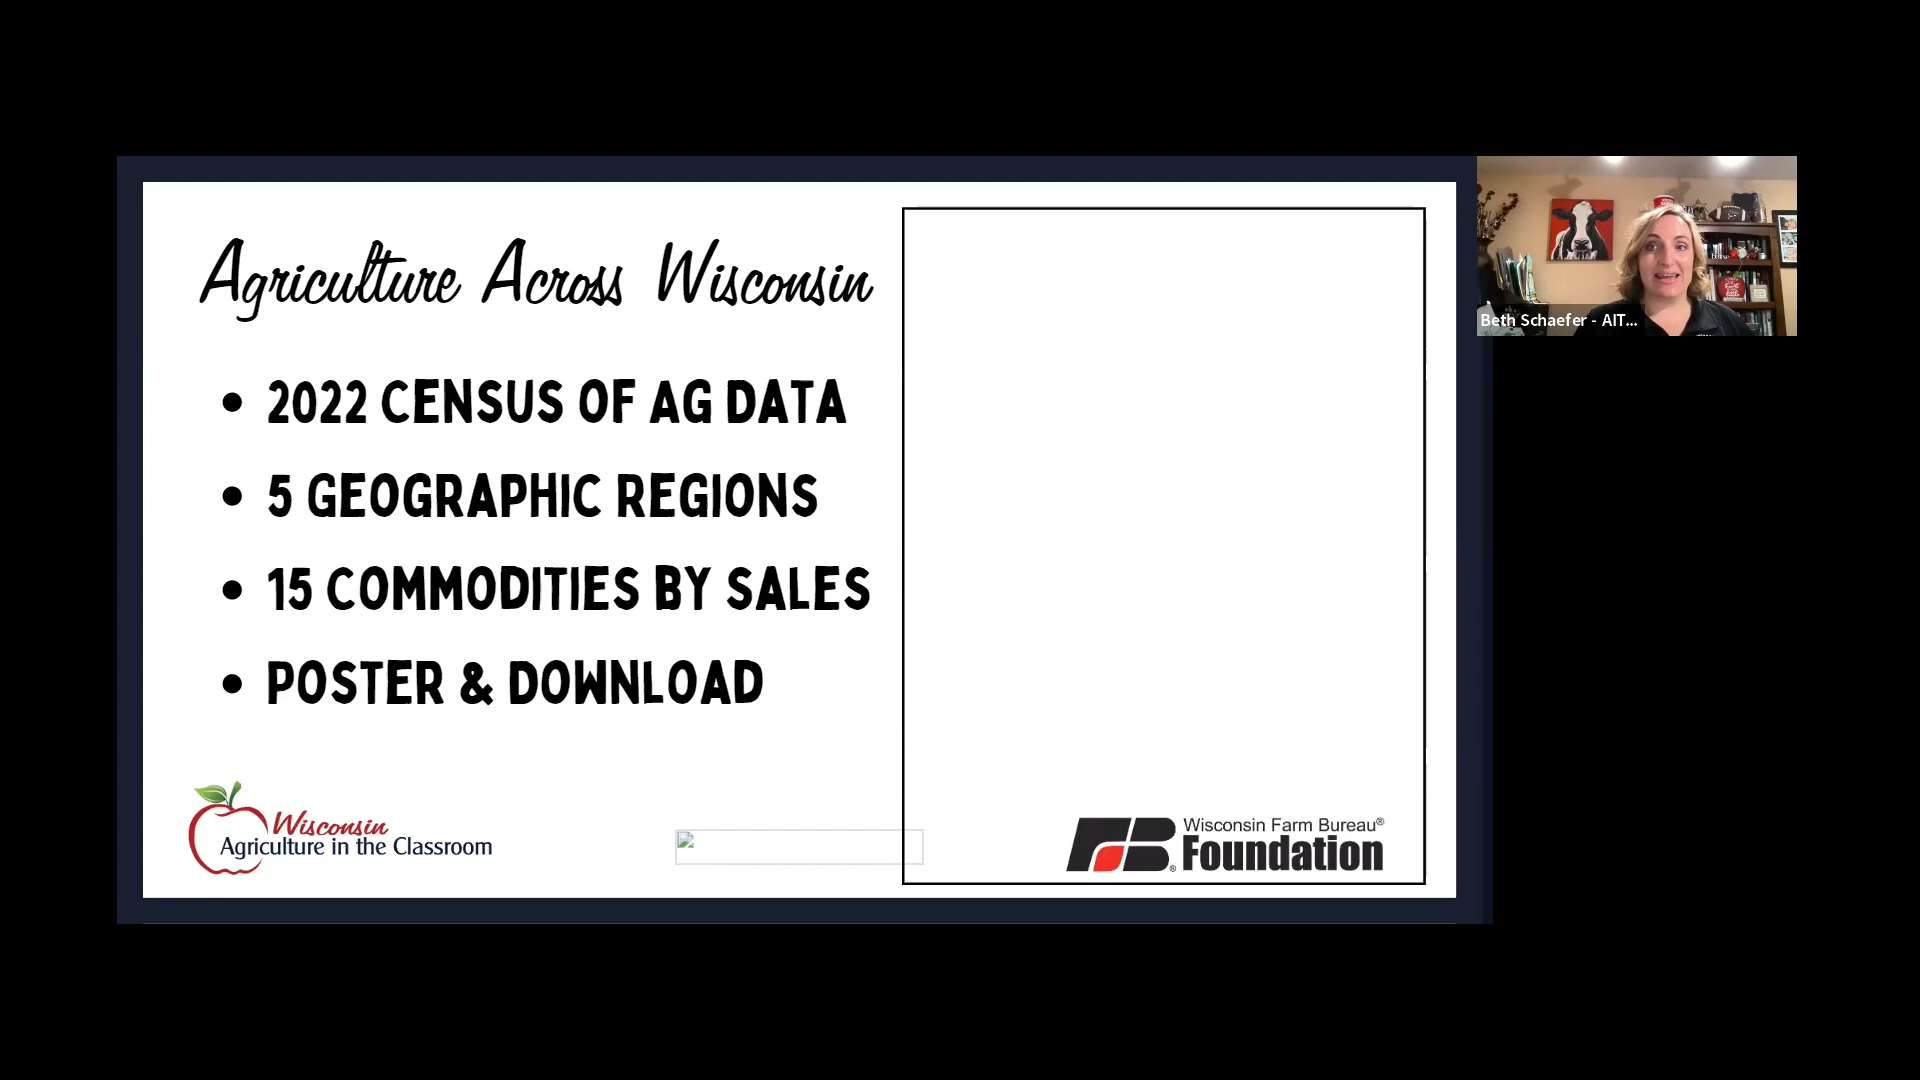 Agriculture Across Wisconsin
2022 CENSUS OF AG DATA
5 GEOGRAPHIC REGIONS
15 COMMODITIES BY SALES
POSTER & DOWNLOAD
Wisconsin
Agriculture in the Classroom
Wisconsin Farm Bureau®
Foundation
FB®
Beth Schaefer - AIT...